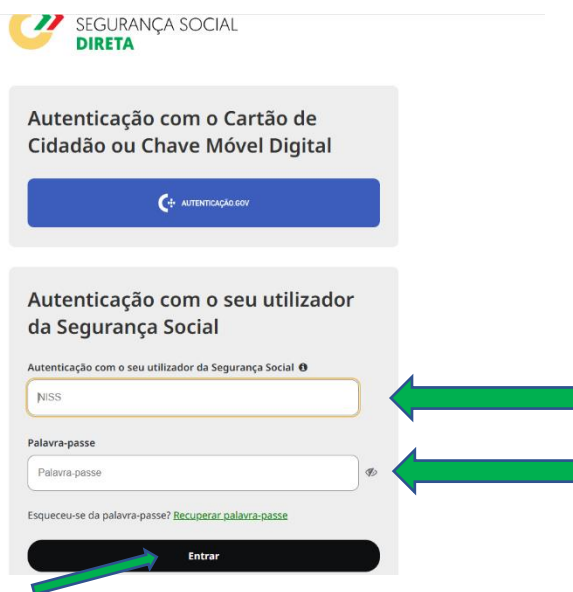 SEGURANÇA SOCIAL
DIRETA
Autenticação com o Cartão de
Cidadão ou Chave Móvel Digital
AUTENTICAÇÃO.GOV
Autenticação com o seu utilizador
da Segurança Social
Autenticação com o seu utilizador da Segurança Social
NISS
Palavra-passe
Palavra-passe
Esqueceu-se da palavra-passe? Recuperar palavra-passe
Entrar